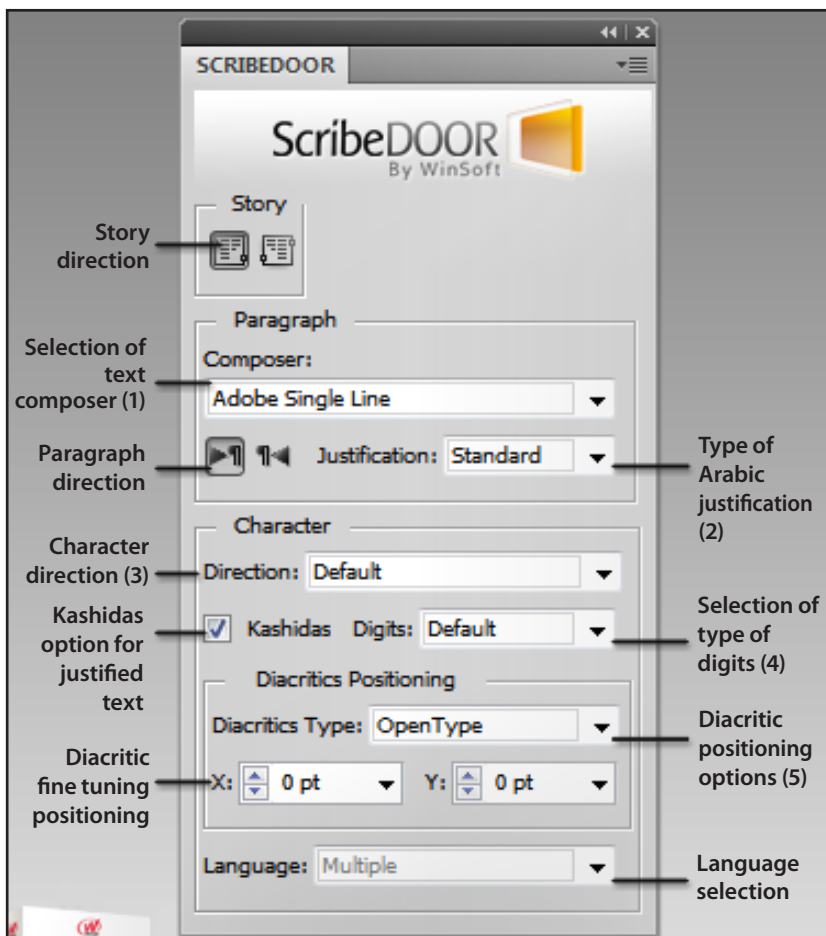 SCRIBEDOOR
ScribeDOOR
By WinSoft
Story
Story
direction
Paragraph
Selection of
text
composer (1)
Composer:
Adobe Single Line
Paragraph
direction
Justification: Standard
Type of
Arabic
justification
(2)
Character
Character
direction (3)
Direction: Default
Kashidas
option for
justified
text
Kashidas Digits: Default
Selection of
type of
digits (4)
Diacritics Positioning
Diacritics Type: OpenType
Diacritic
positioning
options (5)
Diacritic
fine tuning
positioning
X: 0 pt Y: 0 pt
Language: Multiple
Language
selection